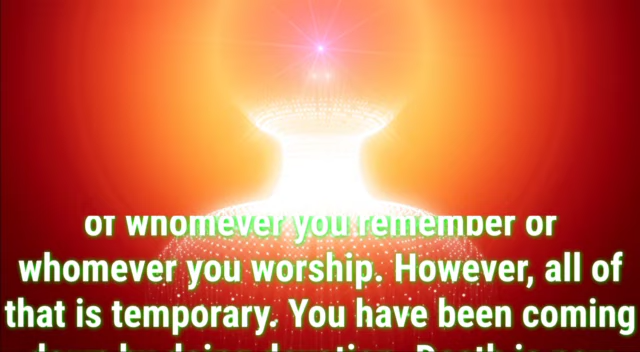 of whomever you remember or
whomever you worship. However, all of
that is temporary. You have been coming